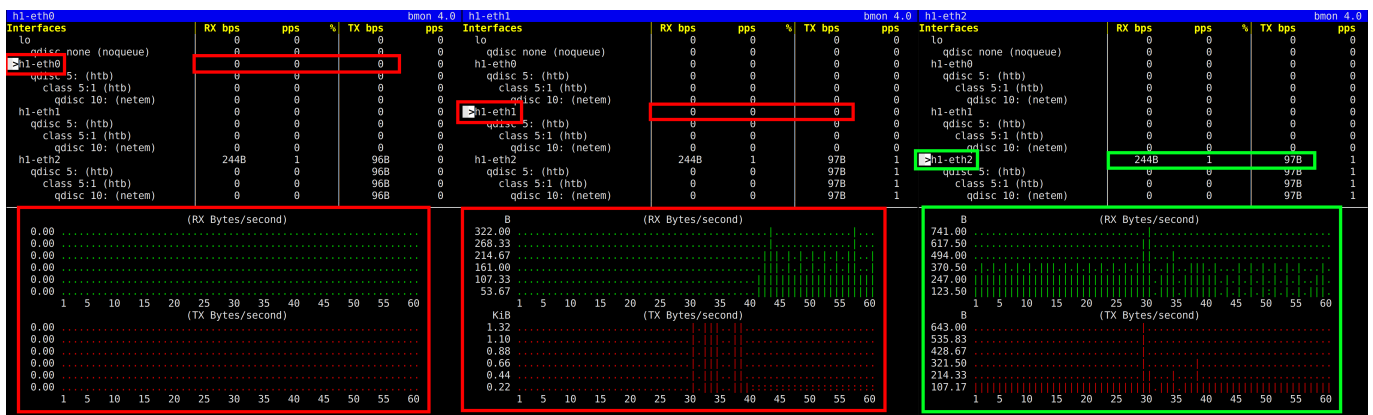 h1-eth0 bmon 4.0
Interfaces RX bps pps % TX bps pps
lo 0 0 0 0
qdisc none (noqueue) 0 0 0 0
>h1-eth0 0 0 0 0
qdisc 5: (htb) 0 0 0 0
class 5:1 (htb) 0 0 0 0
qdisc 10: (netem) 0 0 0 0
h1-eth1 0 0 0 0
qdisc 5: (htb) 0 0 0 0
class 5:1 (htb) 0 0 0 0
qdisc 10: (netem) 0 0 0 0
h1-eth2 244B 1 96B 0
qdisc 5: (htb) 0 0 96B 0
class 5:1 (htb) 0 0 96B 0
qdisc 10: (netem) 0 0 96B 0
(RX Bytes/second)
0.00
0.00
0.00
0.00
0.00
0.00
1 5 10 15 20 25 30 35 40 45 50 55 60
(TX Bytes/second)
0.00
0.00
0.00
0.00
0.00
0.00
1 5 10 15 20 25 30 35 40 45 50 55 60
h1-eth1 bmon 4.0
Interfaces RX bps pps % TX bps pps
lo 0 0 0 0
qdisc none (noqueue) 0 0 0 0
h1-eth0 0 0 0 0
qdisc 5: (htb) 0 0 0 0
class 5:1 (htb) 0 0 0 0
qdisc 10: (netem) 0 0 0 0
>h1-eth1 0 0 0 0
qdisc 5: (htb) 0 0 0 0
class 5:1 (htb) 0 0 0 0
qdisc 10: (netem) 0 0 0 0
h1-eth2 244B 1 97B 1
qdisc 5: (htb) 0 0 97B 1
class 5:1 (htb) 0 0 97B 1
qdisc 10: (netem) 0 0 97B 1
B (RX Bytes/second)
322.00
268.33
214.67
161.00
107.33
53.67
1 5 10 15 20 25 30 35 40 45 50 55 60
KiB (TX Bytes/second)
1.32
1.10
0.88
0.66
0.44
0.22
1 5 10 15 20 25 30 35 40 45 50 55 60
h1-eth2 bmon 4.0
Interfaces RX bps pps % TX bps pps
lo 0 0 0 0
qdisc none (noqueue) 0 0 0 0
h1-eth0 0 0 0 0
qdisc 5: (htb) 0 0 0 0
class 5:1 (htb) 0 0 0 0
qdisc 10: (netem) 0 0 0 0
h1-eth1 0 0 0 0
qdisc 5: (htb) 0 0 0 0
class 5:1 (htb) 0 0 0 0
qdisc 10: (netem) 0 0 0 0
>h1-eth2 244B 1 97B 1
qdisc 5: (htb) 0 0 97B 1
class 5:1 (htb) 0 0 97B 1
qdisc 10: (netem) 0 0 97B 1
B (RX Bytes/second)
741.00
617.50
494.00
370.50
247.00
123.50
1 5 10 15 20 25 30 35 40 45 50 55 60
B (TX Bytes/second)
643.00
535.83
428.67
321.50
214.33
107.17
1 5 10 15 20 25 30 35 40 45 50 55 60